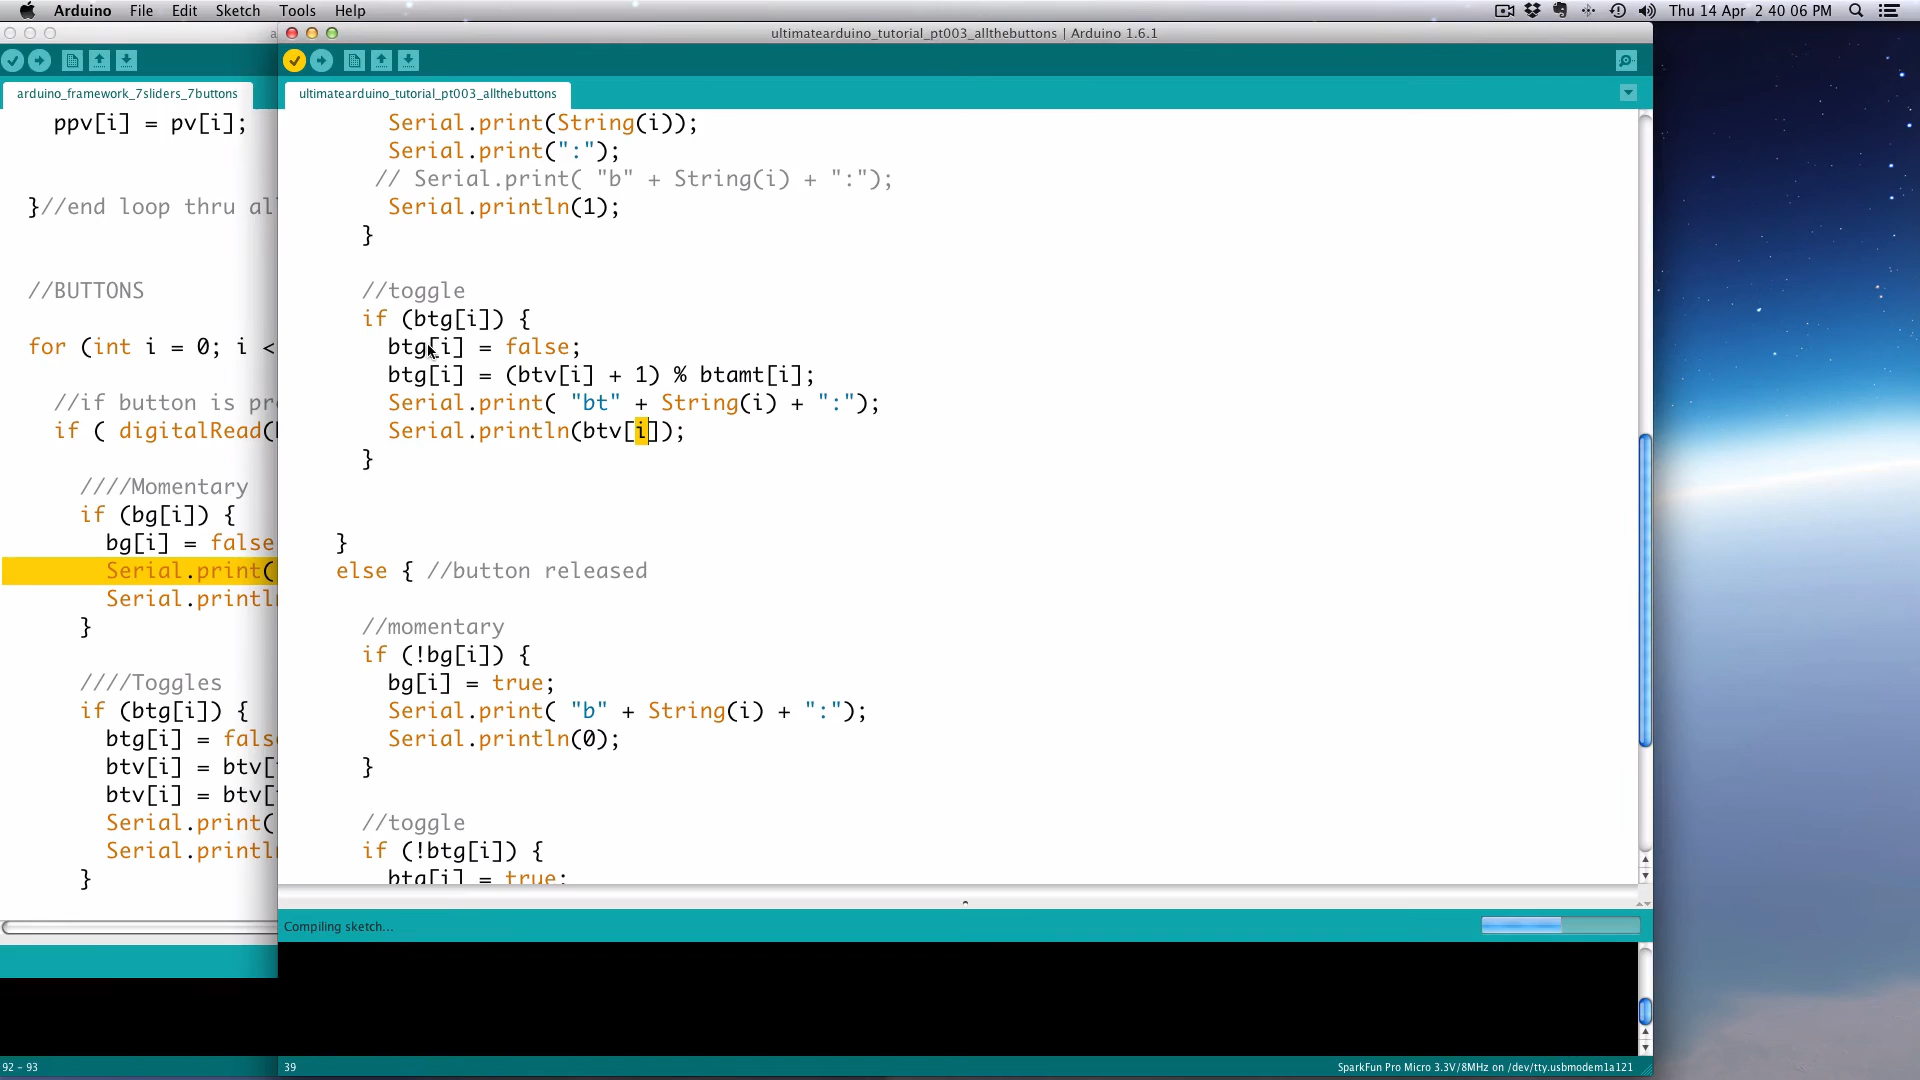 Arduino File Edit Sketch Tools Help
Thu 14 Apr 2 40 06 PM
ultimatearduino_tutorial_pt003_allthebuttons | Arduino 1.6.1
arduino_framework_7sliders_7buttons
ppv[i] = pv[i];
}//end loop thru al
//BUTTONS
for (int i = 0; i <
//if button is pr
if ( digitalRead(
////Momentary
if (bg[i]) {
bg[i] = false
Serial.print(
Serial.println
}
////Toggles
if (btg[i]) {
btg[i] = fals
btv[i] = btv[
btv[i] = btv[
Serial.print(
Serial.println
}
92 - 93
ultimatearduino_tutorial_pt003_allthebuttons
Serial.print(String(i));
Serial.print(":");
// Serial.print( "b" + String(i) + ":");
Serial.println(1);
}
//toggle
if (btg[i]) {
btg[i] = false;
btg[i] = (btv[i] + 1) % btamt[i];
Serial.print( "bt" + String(i) + ":");
Serial.println(btv[i]);
}
}
else { //button released
//momentary
if (!bg[i]) {
bg[i] = true;
Serial.print( "b" + String(i) + ":");
Serial.println(0);
}
//toggle
if (!btg[i]) {
btg[i] = true;
Compiling sketch...
39
SparkFun Pro Micro 3.3V/8MHz on /dev/tty.usbmodem1a121